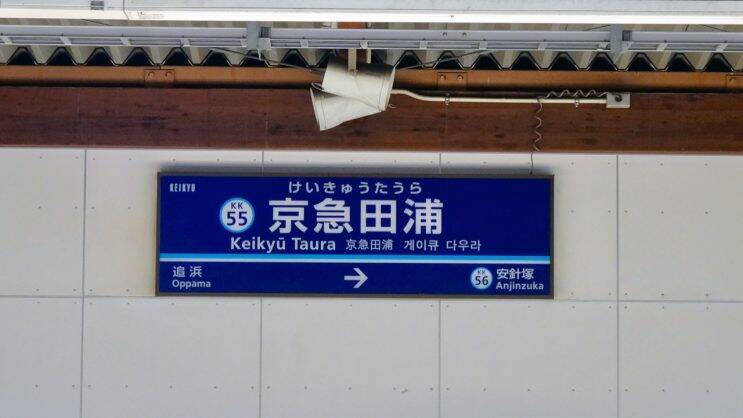 KEIKYU
けいきゅうたうら
KK
55
京急田浦
Keikyū Taura 京急田浦 게이큐 다우라
追浜
Oppama
→
KK
56
安針塚
Anjinzuka